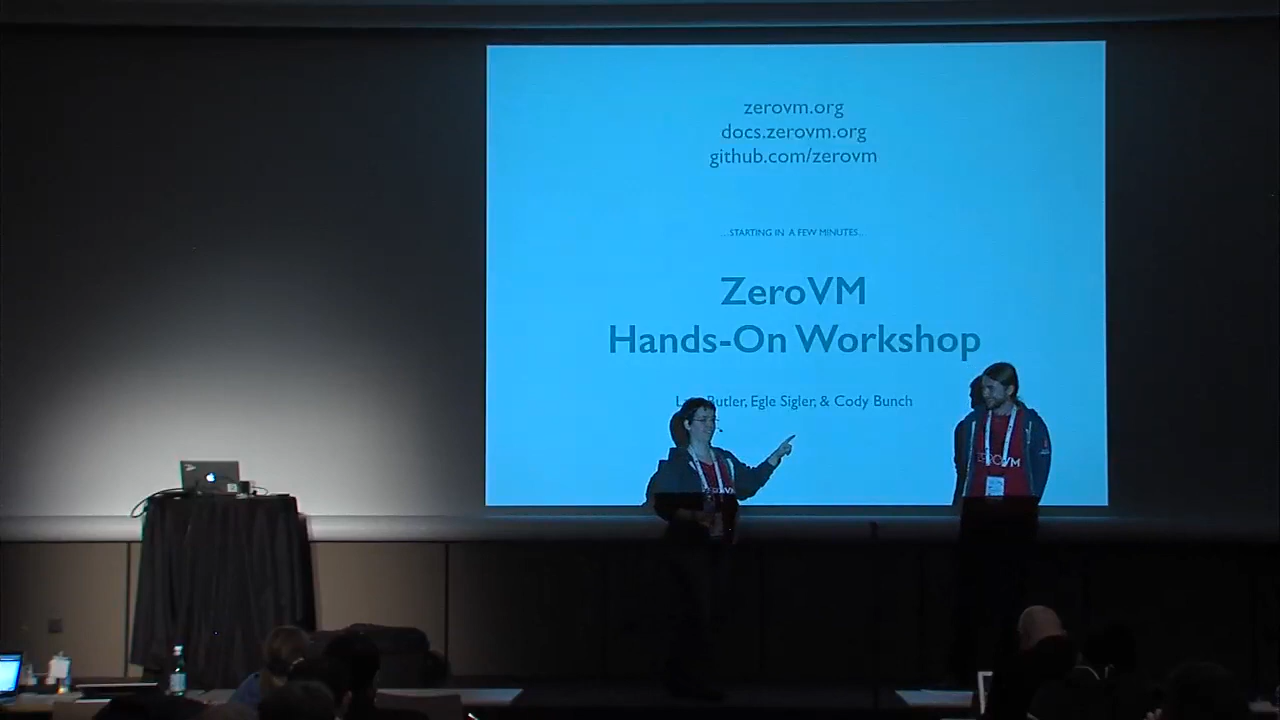 zerovm.org
docs.zerovm.org
github.com/zerovm
...STARTING IN A FEW MINUTES...
ZeroVM
Hands-On Workshop
Butler, Egle Sigler, & Cody Bunch
ZEROVM